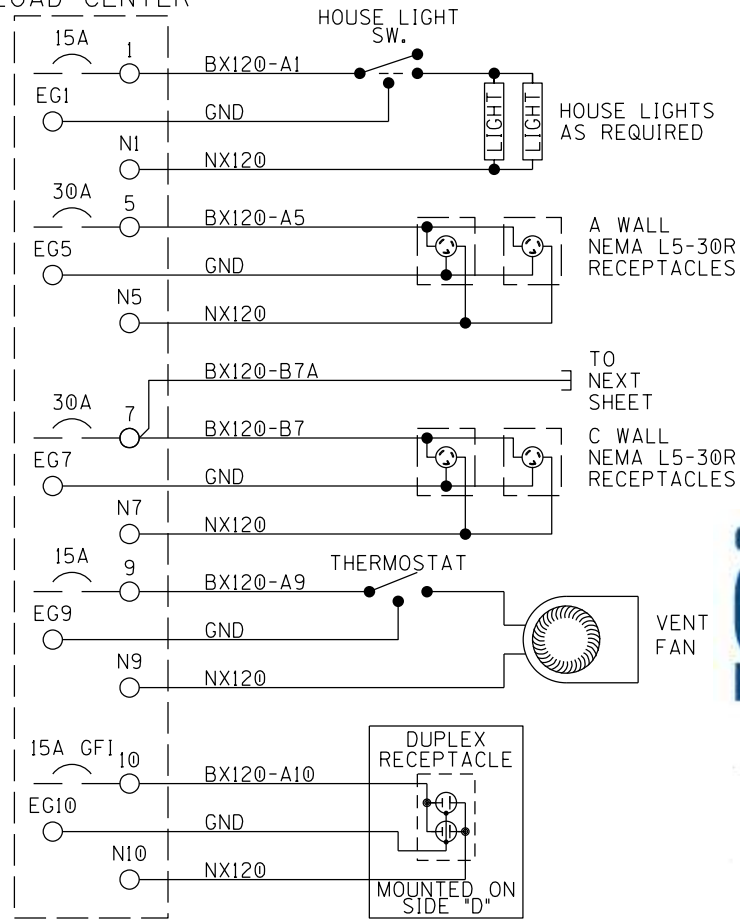 LOAD CENTER
HOUSE LIGHT
SW.
15A
1
BX120-A1
EG1
GND
LIGHT
LIGHT
HOUSE LIGHTS
AS REQUIRED
N1
NX120
30A
5
BX120-A5
A WALL
NEMA L5-30R
RECEPTACLES
EG5
GND
N5
NX120
BX120-B7A
TO
NEXT
SHEET
30A
7
BX120-B7
C WALL
NEMA L5-30R
RECEPTACLES
EG7
GND
N7
NX120
15A
9
BX120-A9
THERMOSTAT
EG9
GND
VENT
FAN
N9
NX120
15A GFI
10
BX120-A10
DUPLEX
RECEPTACLE
EG10
GND
N10
NX120
MOUNTED ON
SIDE "D"